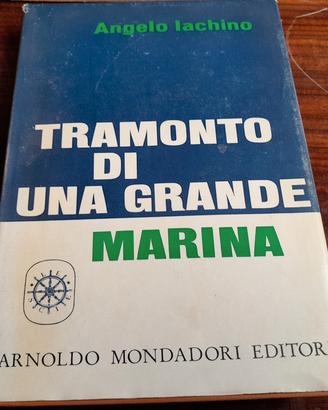 Angelo Iachino
TRAMONTO
DI
UNA GRANDE
MARINA
ARNOLDO MONDADORI EDITOR